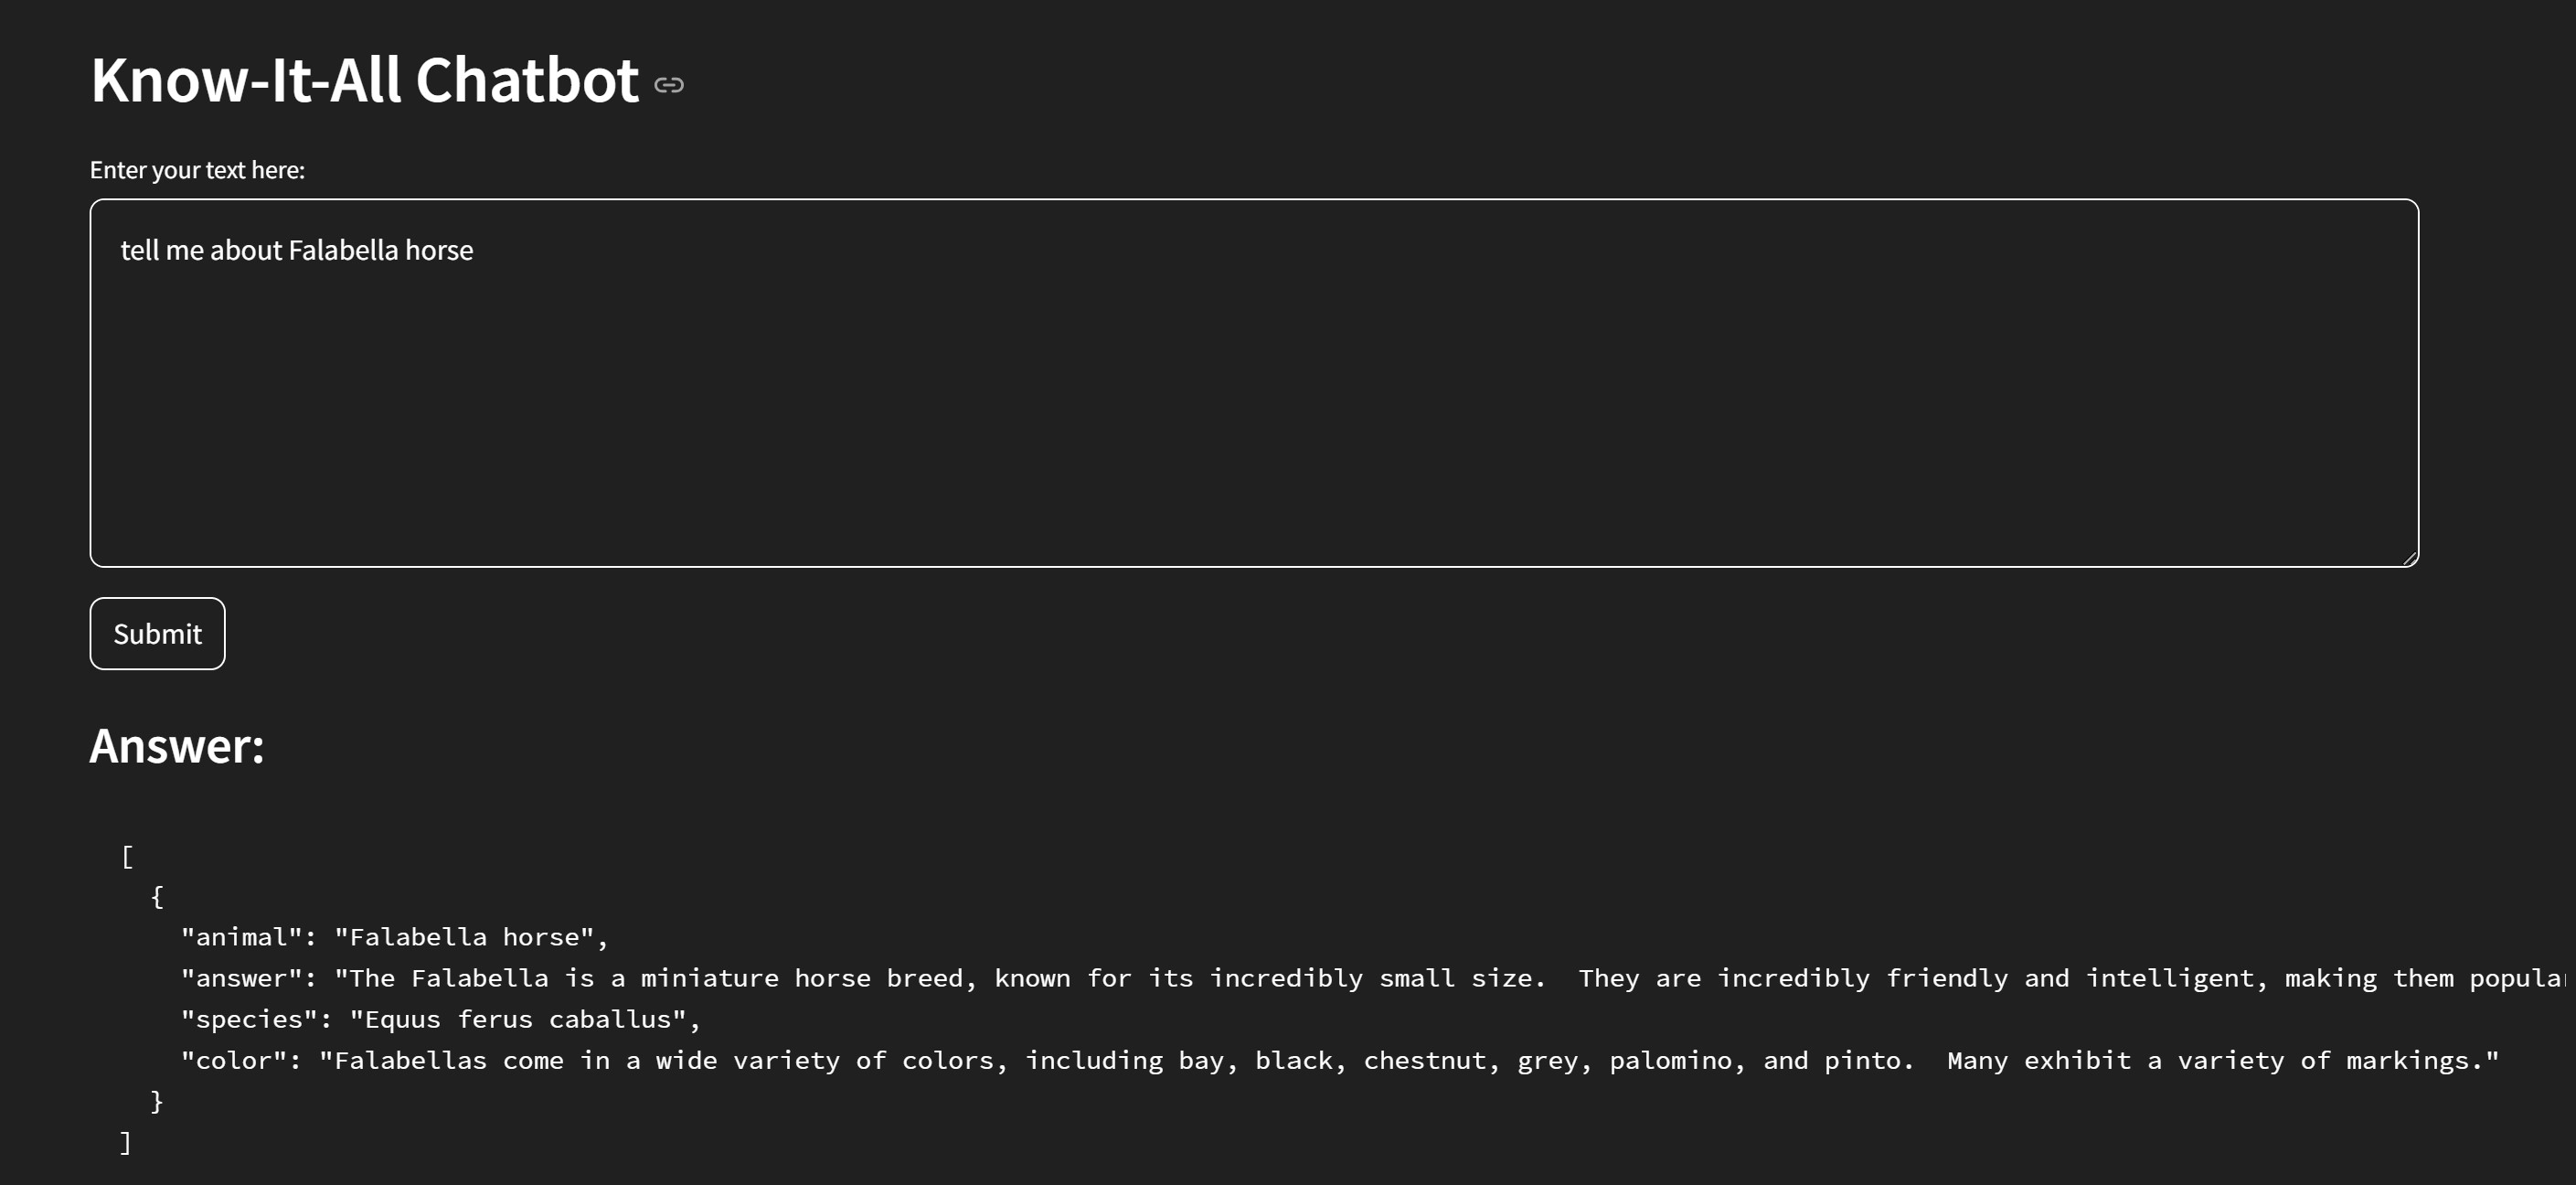 Know-It-All Chatbot
Enter your text here:
tell me about Falabella horse
Submit
Answer:
[
  {
    "animal": "Falabella horse",
    "answer": "The Falabella is a miniature horse breed, known for its incredibly small size.  They are incredibly friendly and intelligent, making them
    "species": "Equus ferus caballus",
    "color": "Falabellas come in a wide variety of colors, including bay, black, chestnut, grey, palomino, and pinto.  Many exhibit a variety of markings."
  }
]